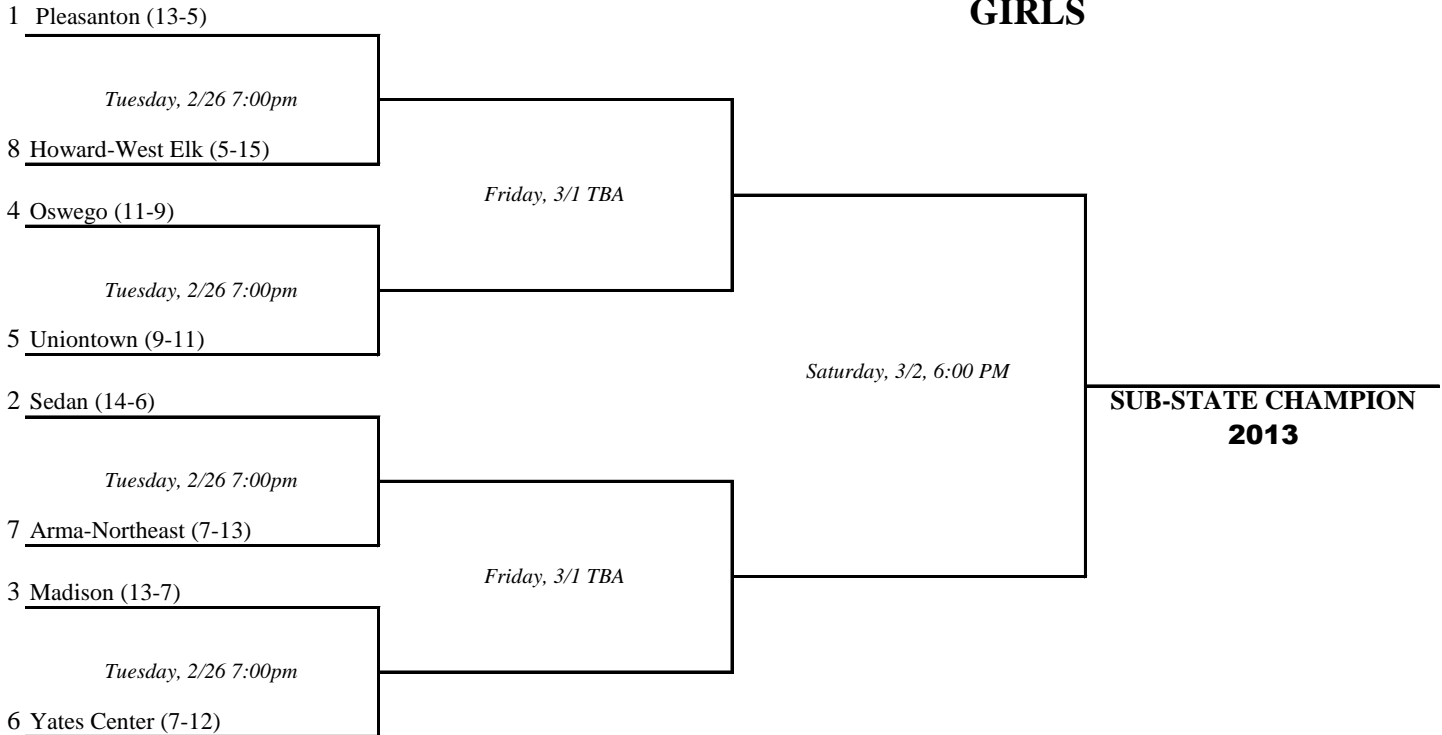 GIRLS
1 Pleasanton (13-5)
Tuesday, 2/26 7:00pm
8 Howard-West Elk (5-15)
Friday, 3/1 TBA
4 Oswego (11-9)
Tuesday, 2/26 7:00pm
5 Uniontown (9-11)
Saturday, 3/2, 6:00 PM
SUB-STATE CHAMPION
2013
2 Sedan (14-6)
Tuesday, 2/26 7:00pm
7 Arma-Northeast (7-13)
Friday, 3/1 TBA
3 Madison (13-7)
Tuesday, 2/26 7:00pm
6 Yates Center (7-12)